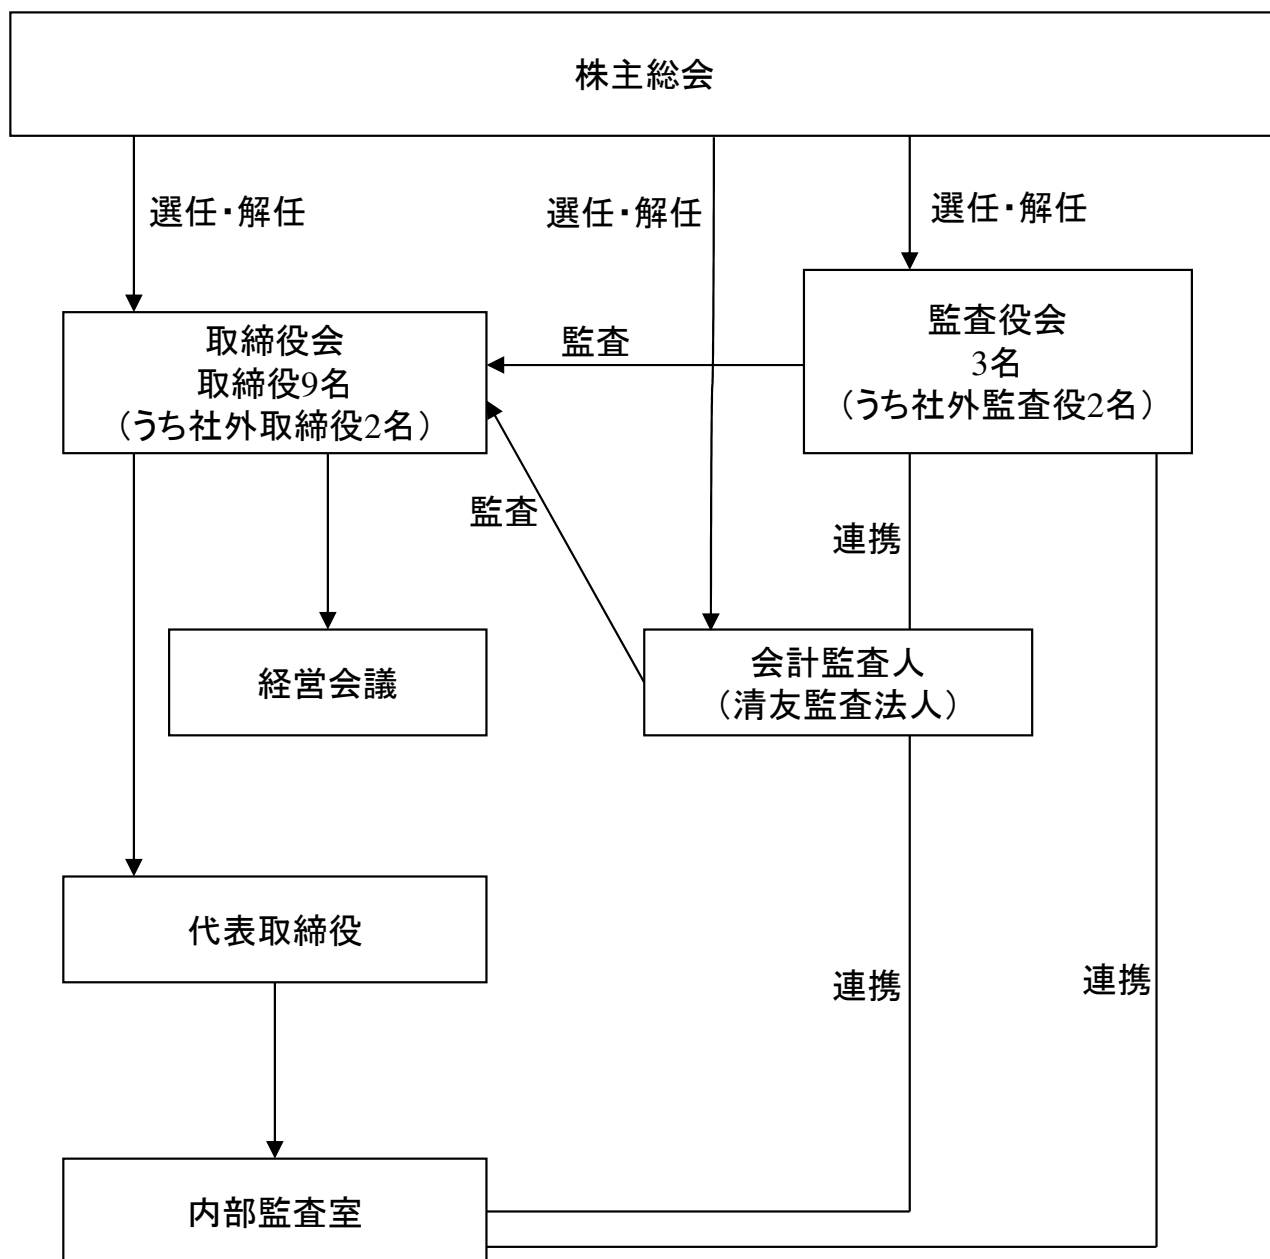 株主総会
選任・解任
選任・解任
選任・解任
取締役会
取締役9名
（うち社外取締役2名）
監査
監査役会
3名
（うち社外監査役2名）
監査
連携
経営会議
会計監査人
（清友監査法人）
代表取締役
連携
連携
内部監査室